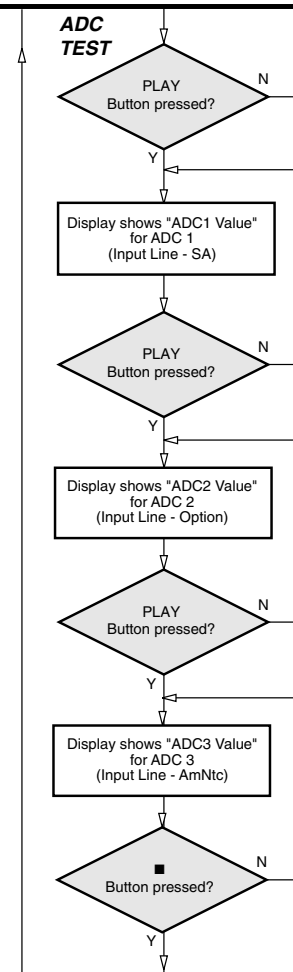 ADC
TEST
PLAY
Button pressed?
N
Y
Display shows "ADC1 Value"
for ADC 1
(Input Line - SA)
PLAY
Button pressed?
N
Y
Display shows "ADC2 Value"
for ADC 2
(Input Line - Option)
PLAY
Button pressed?
N
Y
Display shows "ADC3 Value"
for ADC 3
(Input Line - AmNtc)
■
Button pressed?
N
Y